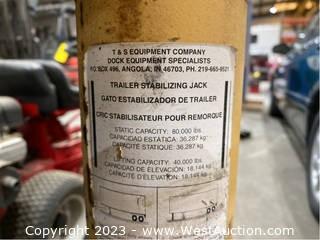 T & S EQUIPMENT COMPANY
DOCK EQUIPMENT SPECIALISTS
P.O. BOX 496, ANGOLA, IN 46703, PH. 219-665-9521
TRAILER STABILIZING JACK
GATO ESTABILIZADOR DE TRAILER
CRIC STABILISATEUR POUR REMORQUE
STATIC CAPACITY: 80,000 lbs.
CAPACIDAD ESTATICA: 36,287 kg
CAPACITE STATIQUE: 36,287 kg
TING CAPACITY: 40,000 lbs.
CAPACIDAD DE ELEVACION: 18,144 kg
CAPACITE D'ELEVATION: 18,144 kg
Copyright 2023 - www.WestAuction.com